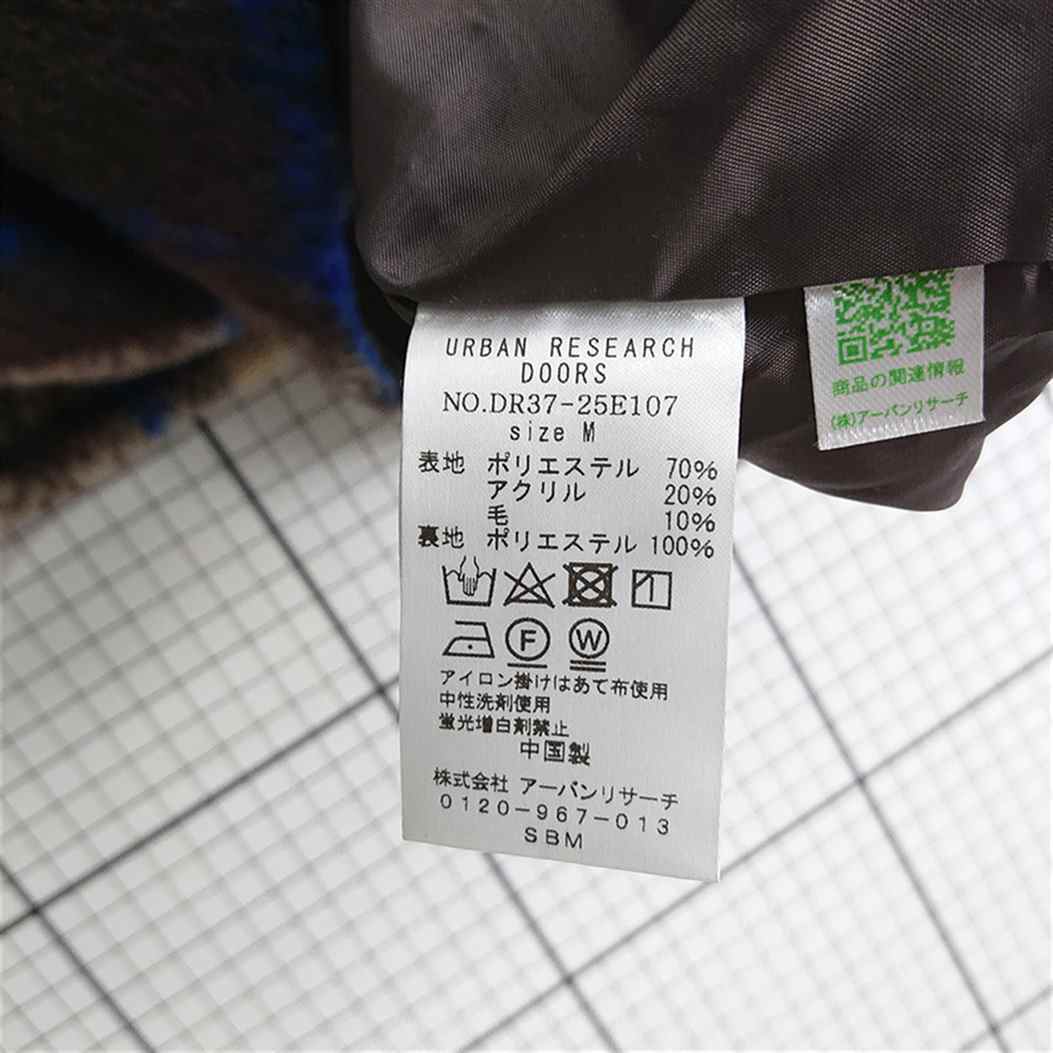 URBAN RESEARCH
DOORS
NO.DR37-25E107
size M
表地 ポリエステル 70%
アクリル 20%
毛 10%
裏地 ポリエステル 100%
F W
アイロン掛けはあて布使用
中性洗剤使用
蛍光増白剤禁止
中国製
株式会社 アーバンリサーチ
0120-967-013
SBM
商品の関連情報
(株)アーバンリサーチ